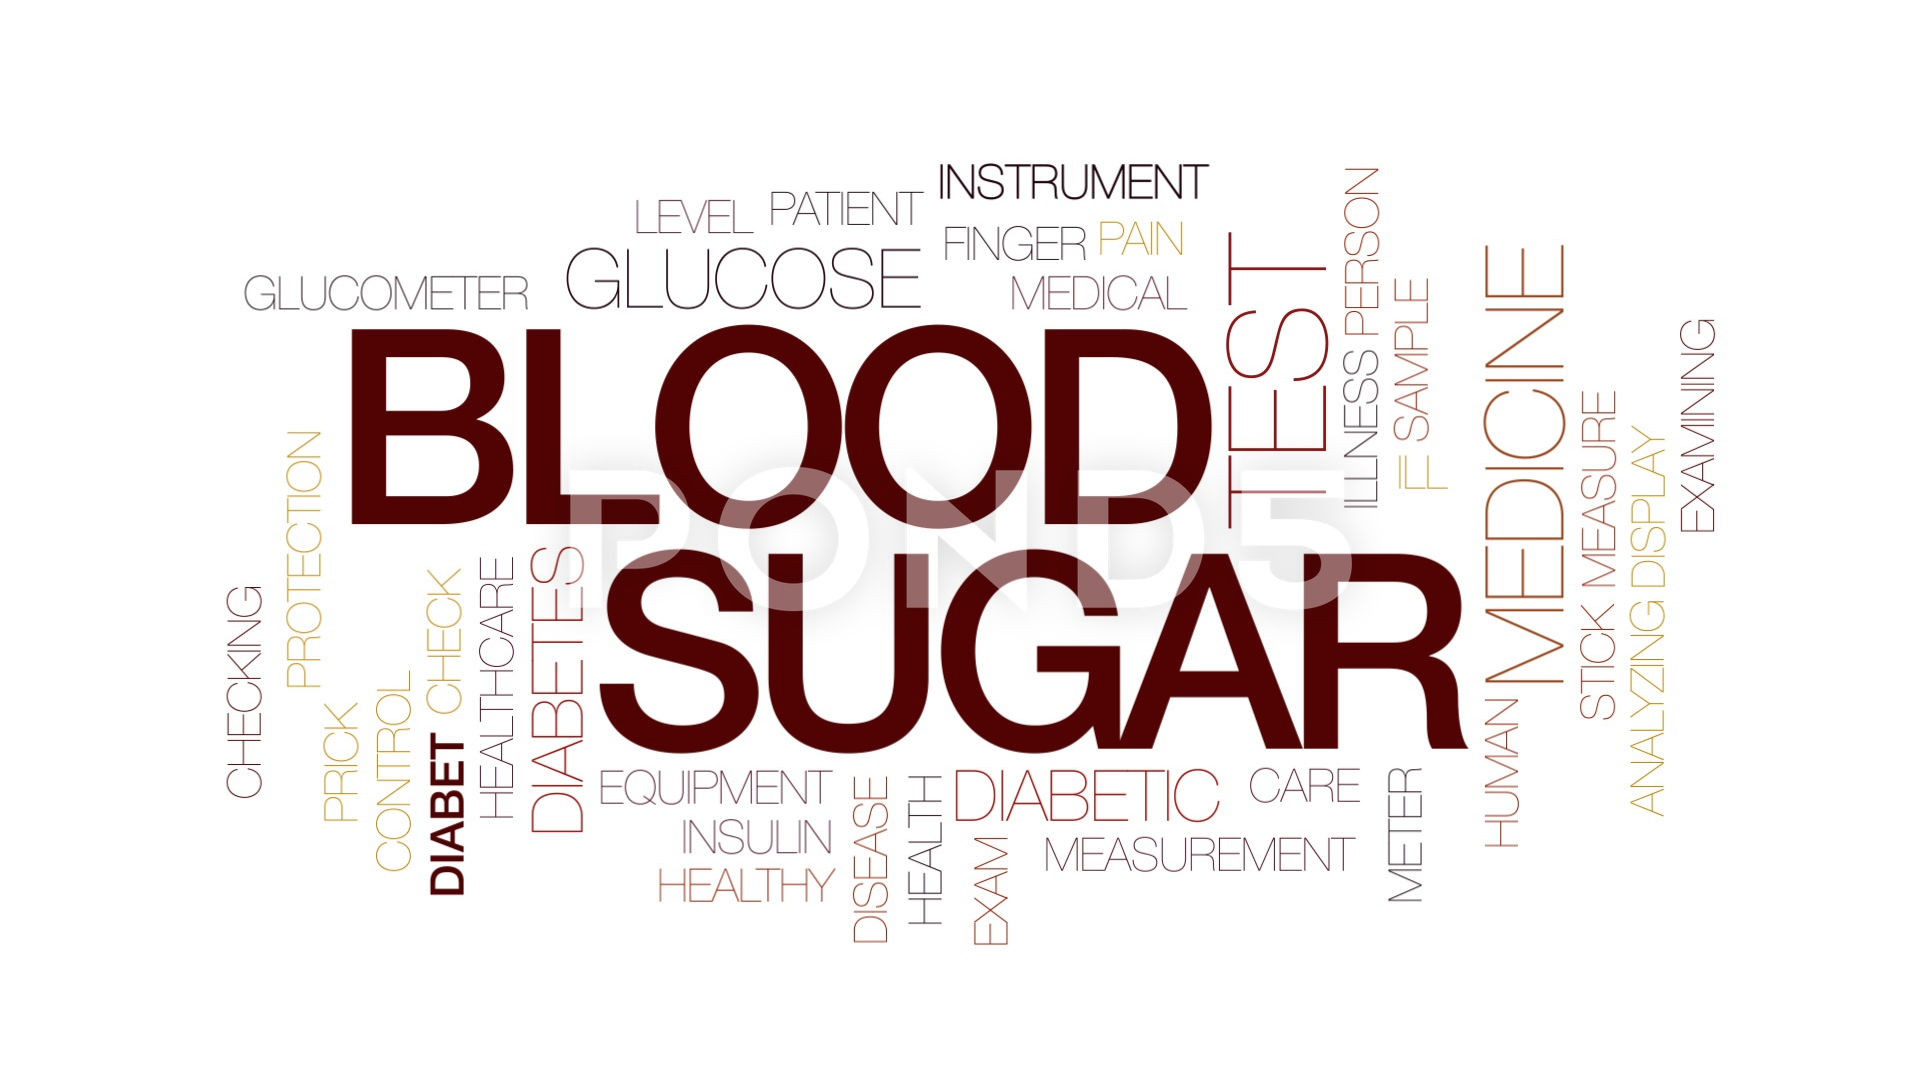 INSTRUMENT
LEVEL
PATIENT
FINGER
PAIN
GLUCOMETER
GLUCOSE
MEDICAL
BLOOD
SUGAR
TEST
ILLNESS
PERSON
SAMPLE
MEDICINE
STICK
MEASURE
ANALYZING
DISPLAY
EXAMINING
HUMAN
CHECKING
PROTECTION
PRICK
CONTROL
CHECK
DIABET
HEALTHCARE
DIABETES
EQUIPMENT
INSULIN
HEALTHY
DISEASE
HEALTH
DIABETIC
EXAM
CARE
MEASUREMENT
METER
POND5